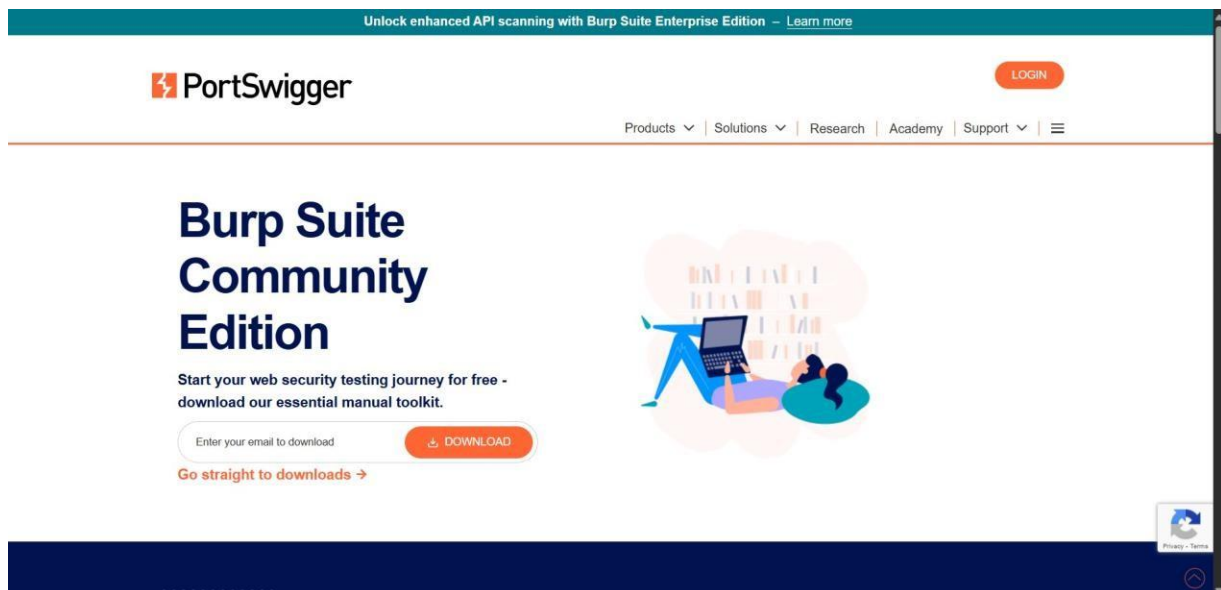 Unlock enhanced API scanning with Burp Suite Enterprise Edition – Learn more
PortSwigger
LOGIN
Products
Solutions
Research
Academy
Support
Burp Suite
Community
Edition
Start your web security testing journey for free -
download our essential manual toolkit.
Enter your email to download
DOWNLOAD
Go straight to downloads →
Privacy - Terms